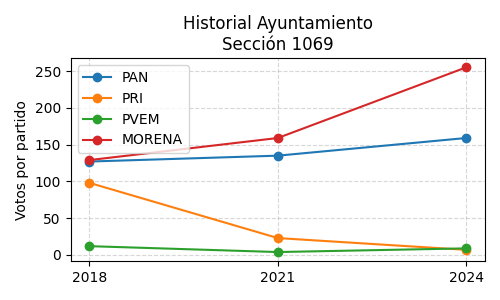 Historial Ayuntamiento
Sección 1069
PAN
PRI
PVEM
MORENA
Votos por partido
250
200
150
100
50
0
2018 2021 2024